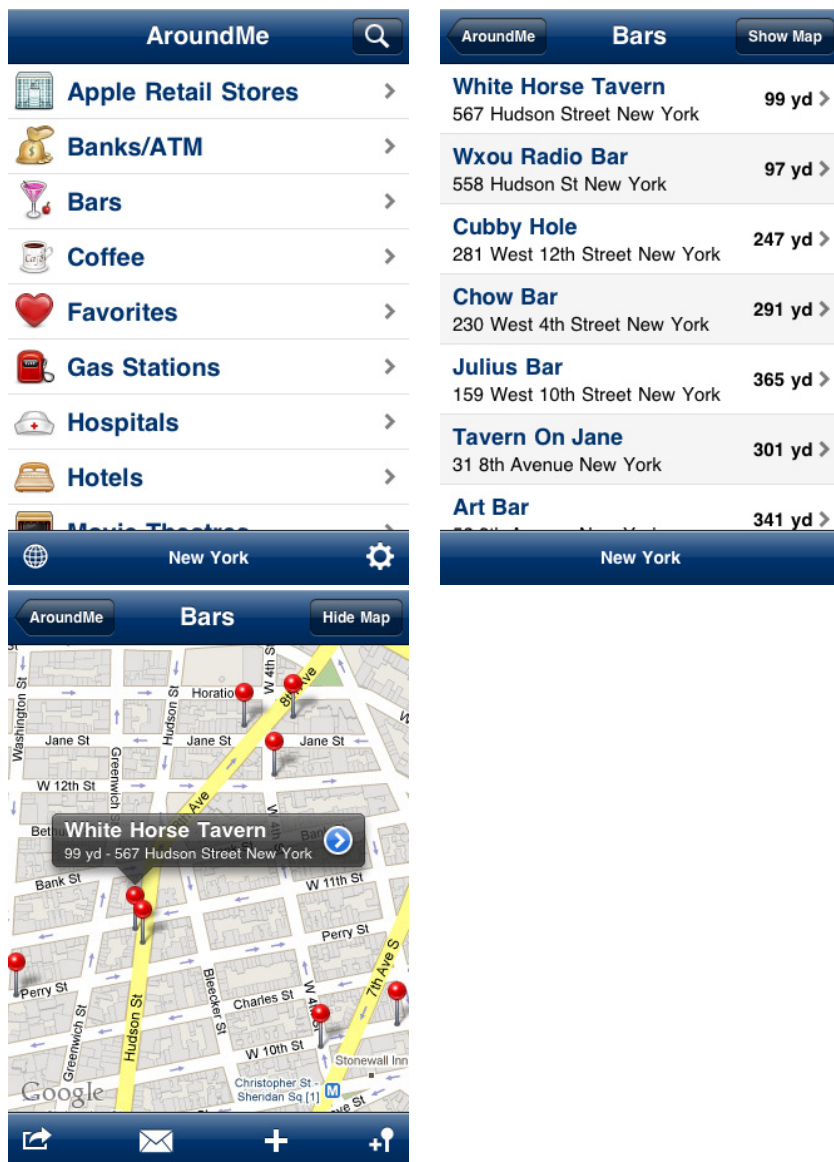 AroundMe
Apple Retail Stores
Banks/ATM
Bars
Coffee
Favorites
Gas Stations
Hospitals
Hotels
Movie Theatres
New York
AroundMe Bars Show Map
White Horse Tavern
567 Hudson Street New York
99 yd
Wxou Radio Bar
558 Hudson St New York
97 yd
Cubby Hole
281 West 12th Street New York
247 yd
Chow Bar
230 West 4th Street New York
291 yd
Julius Bar
159 West 10th Street New York
365 yd
Tavern On Jane
31 8th Avenue New York
301 yd
Art Bar
341 yd
New York
AroundMe Bars Hide Map
Washington St
Hudson St
W 4th S
8th Ave
Horatio
Jane St
Jane St
Jane St
Greenwich St
W 12th St
Ave
W 4th St
White Horse Tavern
99 yd - 567 Hudson Street New York
Bank St
W 11th St
Perry St
Perry St
7th Ave S
Bleecker St
Charles St
Hudson St
Greenwich St
W 10th St
Stonewall Inn
Christopher St -
Sheridan Sq [1]
M
Google